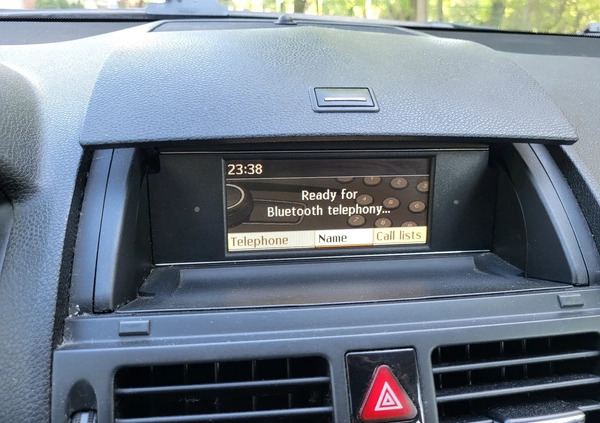 23:38
Ready for
Bluetooth telephony...
Telephone Name Call lists